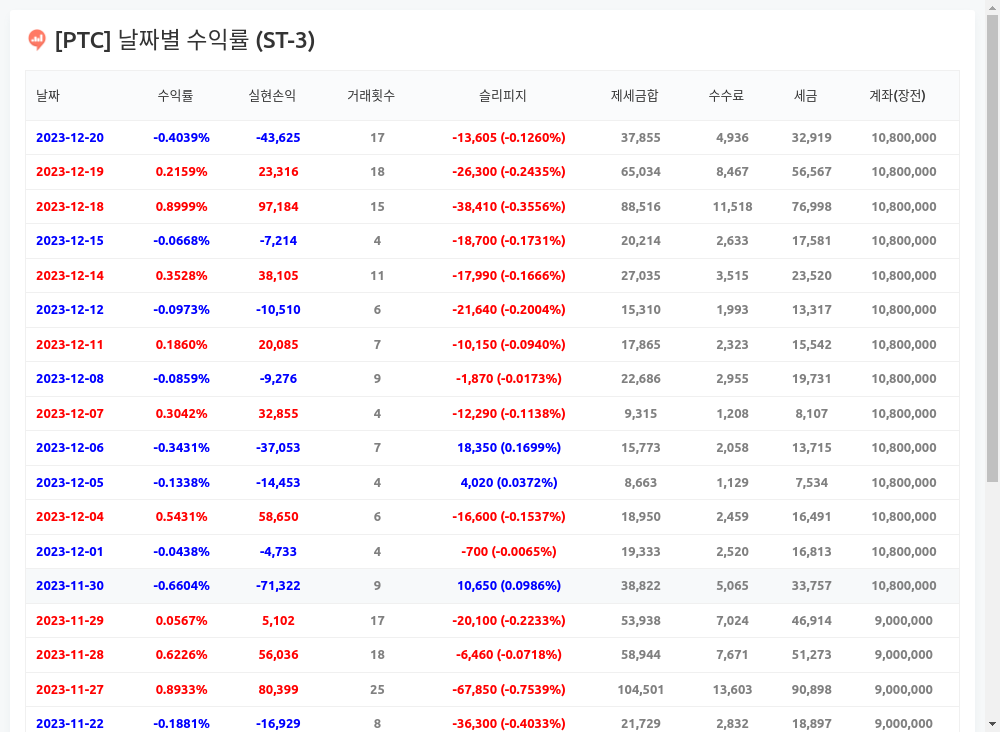 [PTC] 날짜별 수익률 (ST-3)
날짜 수익률 실현손익 거래횟수 슬리피지 제세금합 수수료 세금 계좌(장전)
2023-12-20 -0.4039% -43,625 17 -13,605 (-0.1260%) 37,855 4,936 32,919 10,800,000
2023-12-19 0.2159% 23,316 18 -26,300 (-0.2435%) 65,034 8,467 56,567 10,800,000
2023-12-18 0.8999% 97,184 15 -38,410 (-0.3556%) 88,516 11,518 76,998 10,800,000
2023-12-15 -0.0668% -7,214 4 -18,700 (-0.1731%) 20,214 2,633 17,581 10,800,000
2023-12-14 0.3528% 38,105 11 -17,990 (-0.1666%) 27,035 3,515 23,520 10,800,000
2023-12-12 -0.0973% -10,510 6 -21,640 (-0.2004%) 15,310 1,993 13,317 10,800,000
2023-12-11 0.1860% 20,085 7 -10,150 (-0.0940%) 17,865 2,323 15,542 10,800,000
2023-12-08 -0.0859% -9,276 9 -1,870 (-0.0173%) 22,686 2,955 19,731 10,800,000
2023-12-07 0.3042% 32,855 4 -12,290 (-0.1138%) 9,315 1,208 8,107 10,800,000
2023-12-06 -0.3431% -37,053 7 18,350 (0.1699%) 15,773 2,058 13,715 10,800,000
2023-12-05 -0.1338% -14,453 4 4,020 (0.0372%) 8,663 1,129 7,534 10,800,000
2023-12-04 0.5431% 58,650 6 -16,600 (-0.1537%) 18,950 2,459 16,491 10,800,000
2023-12-01 -0.0438% -4,733 4 -700 (-0.0065%) 19,333 2,520 16,813 10,800,000
2023-11-30 -0.6604% -71,322 9 10,650 (0.0986%) 38,822 5,065 33,757 10,800,000
2023-11-29 0.0567% 5,102 17 -20,100 (-0.2233%) 53,938 7,024 46,914 9,000,000
2023-11-28 0.6226% 56,036 18 -6,460 (-0.0718%) 58,944 7,671 51,273 9,000,000
2023-11-27 0.8933% 80,399 25 -67,850 (-0.7539%) 104,501 13,603 90,898 9,000,000
2023-11-22 -0.1881% -16,929 8 -36,300 (-0.4033%) 21,729 2,832 18,897 9,000,000